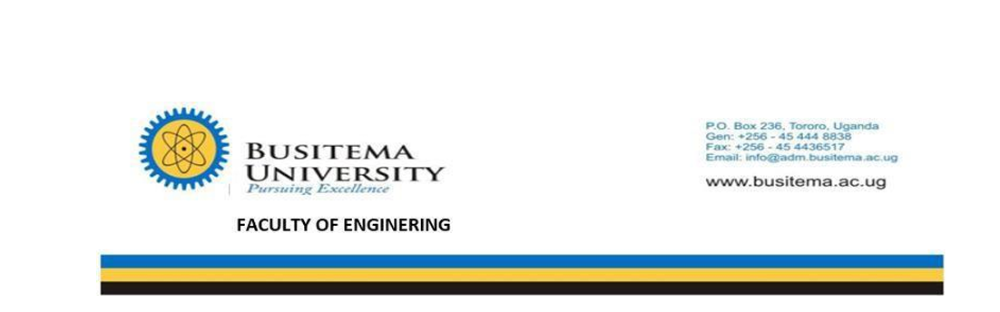 BUSITEMA
UNIVERSITY
Pursuing Excellence
FACULTY OF ENGINERING
P.O. Box 236, Tororo, Uganda
Gen: +256 - 45 444 8838
Fax: +256 - 45 4436517
Email: info@adm.busitema.ac.ug
www.busitema.ac.ug